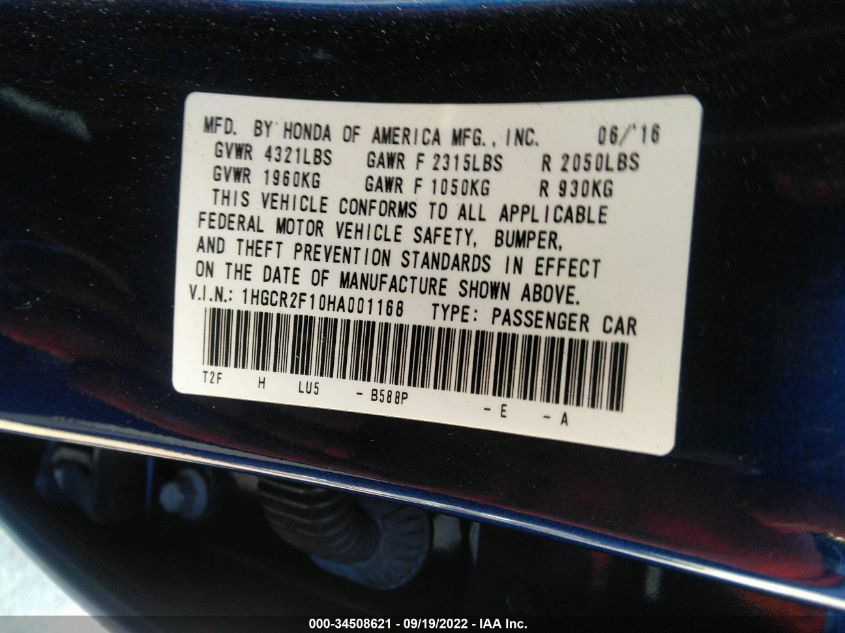 MFD. BY HONDA OF AMERICA MFG., INC. 06/'16
GVWR 4321LBS GAWR F 2315LBS R 2050LBS
GVWR 1960KG GAWR F 1050KG R 930KG
THIS VEHICLE CONFORMS TO ALL APPLICABLE
FEDERAL MOTOR VEHICLE SAFETY, BUMPER,
AND THEFT PREVENTION STANDARDS IN EFFECT
ON THE DATE OF MANUFACTURE SHOWN ABOVE.
V.I.N.: 1HGCR2F10HA001168 TYPE: PASSENGER CAR
T2F H LU5 - B588P - E - A
000-34508621 - 09/19/2022 - IAA Inc.